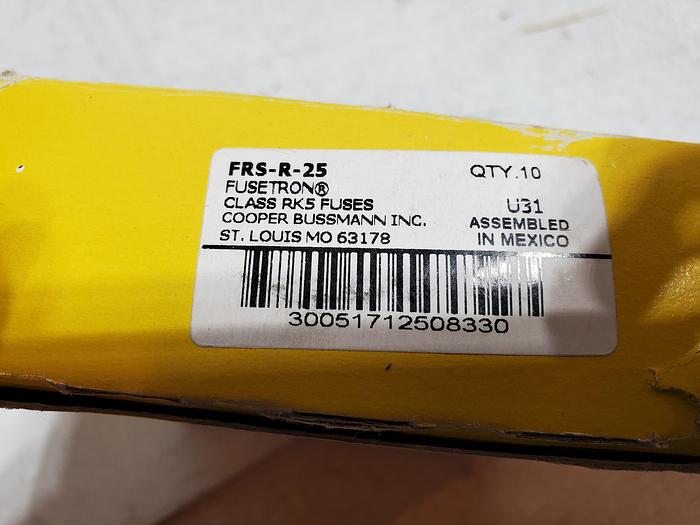 FRS-R-25 QTY.10
FUSETRON®
CLASS RK5 FUSES U31
COOPER BUSSMANN INC. ASSEMBLED
ST. LOUIS MO 63178 IN MEXICO
30051712508330